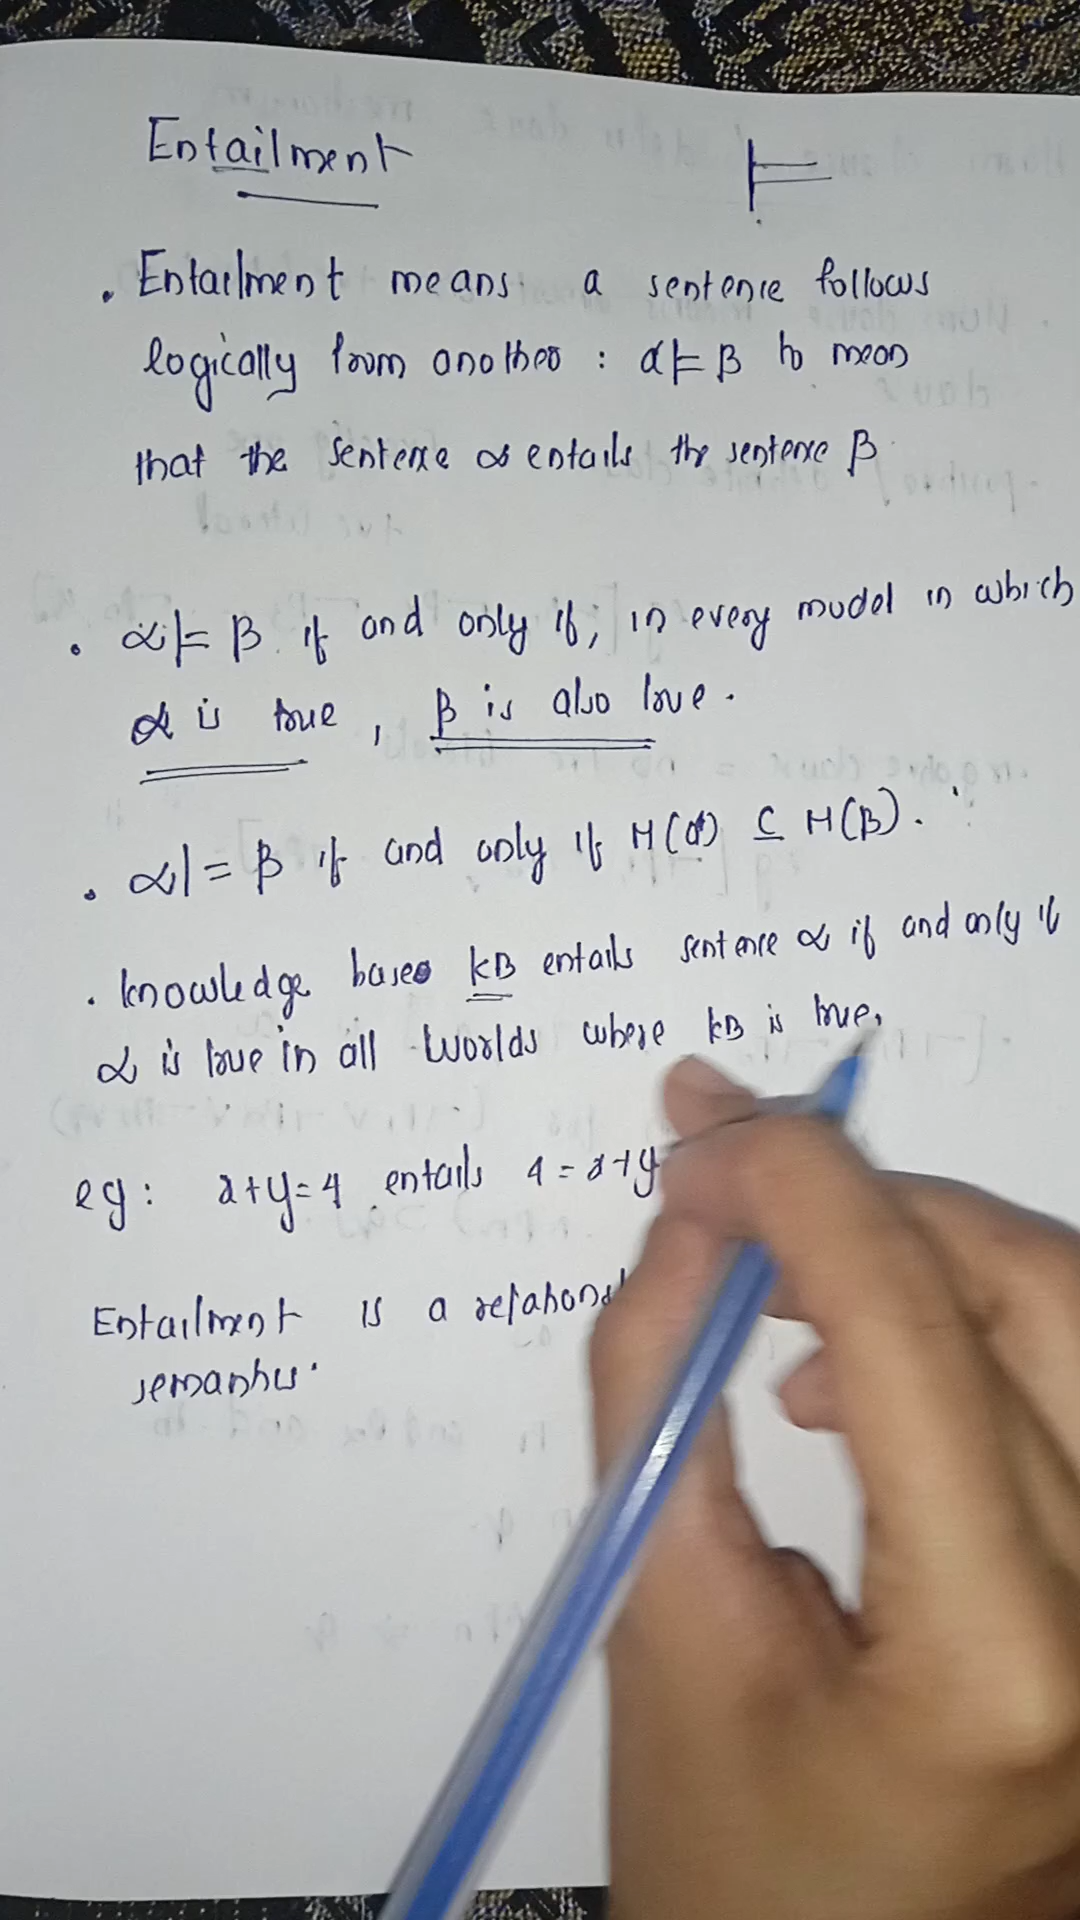 Entailment ⊨
. Entailment means a sentence follows
logically from another : α ⊨ β to mean
that the sentence α entails the sentence β
. α ⊨ β if and only if, in every model in which
α is true , β is also true .
. α |= β if and only if M(α) ⊆ M(β) .
. knowledge base KB entails sentence α if and only if
α is true in all worlds where KB is true.
eg : x+y=4 entails 4=x+y
Entailment is a
semantics .